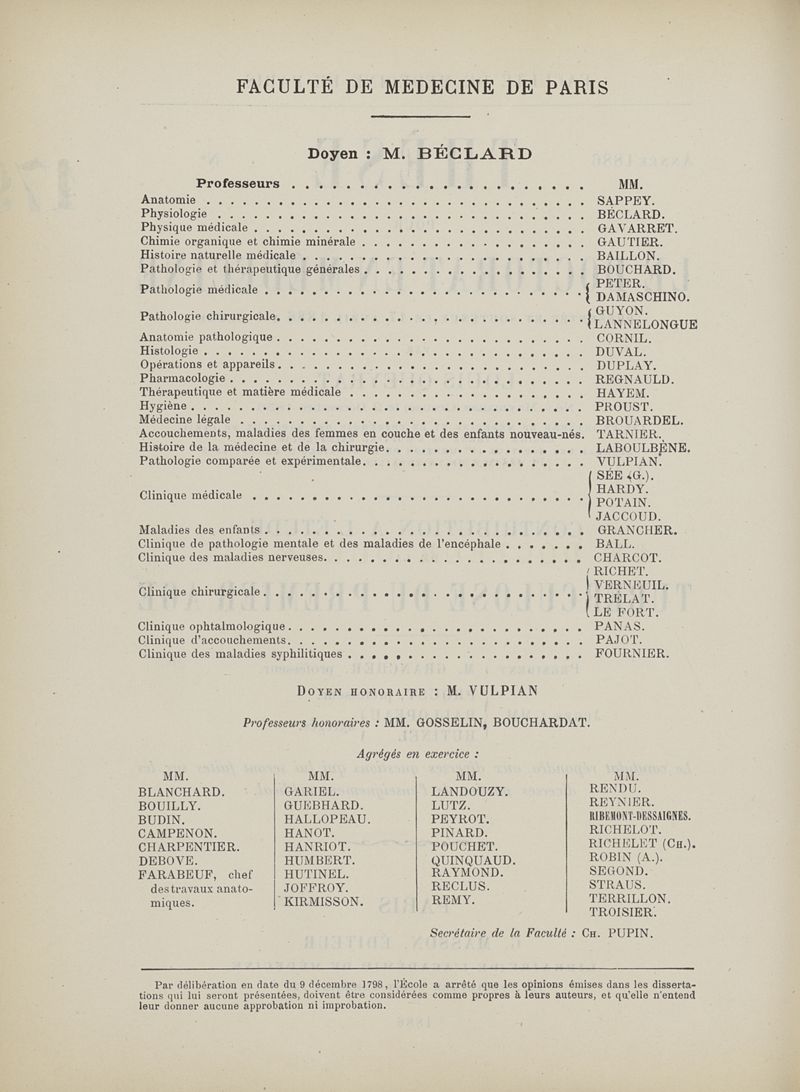 FACULTÉ DE MEDECINE DE PARIS
Doyen : M. BÉCLARD
Professeurs . . . . . . . . . . . . . . . . . . . . . . MM.
Anatomie . . . . . . . . . . . . . . . . . . . . . . SAPPEY.
Physiologie . . . . . . . . . . . . . . . . . . . . . . BÉCLARD.
Physique médicale . . . . . . . . . . . . . . . . . . . . . . GAVARRET.
Chimie organique et chimie minérale . . . . . . . . . . . . . . . . GAUTIER.
Histoire naturelle médicale . . . . . . . . . . . . . . . . . . . . BAILLON.
Pathologie et thérapeutique générales . . . . . . . . . . . . . . . . BOUCHARD.
Pathologie médicale . . . . . . . . . . . . . . . . . . . . { PETER.
DAMASCHINO.
Pathologie chirurgicale. . . . . . . . . . . . . . . . . . . . { GUYON.
LANNELONGUE
Anatomie pathologique . . . . . . . . . . . . . . . . . . . . CORNIL.
Histologie . . . . . . . . . . . . . . . . . . . . DUVAL.
Opérations et appareils . . . . . . . . . . . . . . . . . . . . DUPLAY.
Pharmacologie . . . . . . . . . . . . . . . . . . . . REGNAULD.
Thérapeutique et matière médicale . . . . . . . . . . . . . . . . HAYEM.
Hygiène . . . . . . . . . . . . . . . . . . . . PROUST.
Médecine légale . . . . . . . . . . . . . . . . . . . . BROUARDEL.
Accouchements, maladies des femmes en couche et des enfants nouveau-nés. TARNIER.
Histoire de la médecine et de la chirurgie. . . . . . . . . . . . . . . . LABOULBÈNE.
Pathologie comparée et expérimentale. . . . . . . . . . . . . . . . VULPIAN.
Clinique médicale . . . . . . . . . . . . . . . . . . . . { SÉE (G.).
HARDY.
POTAIN.
JACCOUD.
Maladies des enfants . . . . . . . . . . . . . . . . . . . . GRANCHER.
Clinique de pathologie mentale et des maladies de l'encéphale . . . . . . . BALL.
Clinique des maladies nerveuses. . . . . . . . . . . . . . . . . . . . CHARCOT.
Clinique chirurgicale . . . . . . . . . . . . . . . . . . . . { RICHET.
VERNEUIL.
TRÉLAT.
LE FORT.
Clinique ophtalmologique . . . . . . . . . . . . . . . . . . . . PANAS.
Clinique d'accouchements. . . . . . . . . . . . . . . . . . . . PAJOT.
Clinique des maladies syphilitiques . . . . . . . . . . . . . . . . FOURNIER.
DOYEN HONORAIRE : M. VULPIAN
Professeurs honoraires : MM. GOSSELIN, BOUCHARDAT.
Agrégés en exercice :
MM.
BLANCHARD.
BOUILLY.
BUDIN.
CAMPENON.
CHARPENTIER.
DEBOVE.
FARABEUF, chef
des travaux anato-
miques.
MM.
GARIEL.
GUEBHARD.
HALLOPEAU.
HANOT.
HANRIOT.
HUMBERT.
HUTINEL.
JOFFROY.
KIRMISSON.
MM.
LANDOUZY.
LUTZ.
PEYROT.
PINARD.
POUCHET.
QUINQUAUD.
RAYMOND.
RECLUS.
REMY.
MM.
RENDU.
REYNIER.
RIBEMONT-DESSAIGNES.
RICHELOT.
RICHELET (CH.).
ROBIN (A.).
SEGOND.
STRAUS.
TERRILLON.
TROISIER.
Secrétaire de la Faculté : CH. PUPIN.
Par délibération en date du 9 décembre 1798, l'École a arrêté que les opinions émises dans les disserta-
tions qui lui seront présentées, doivent être considérées comme propres à leurs auteurs, et qu'elle n'entend
leur donner aucune approbation ni improbation.